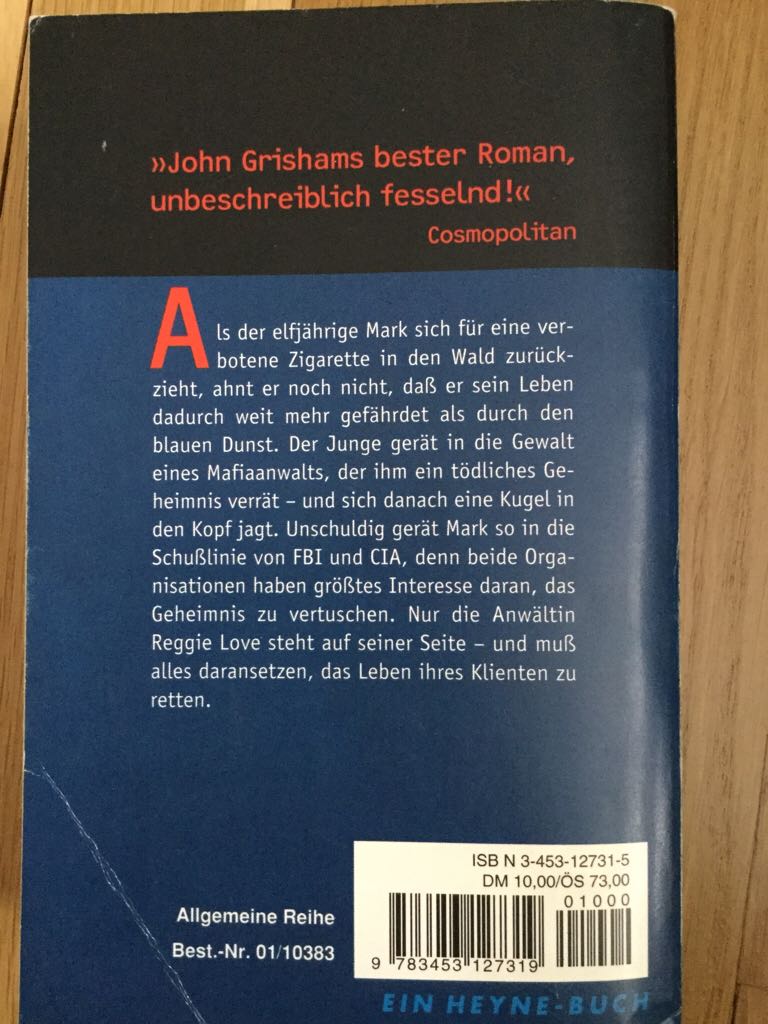 »John Grishams bester Roman,
unbeschreiblich fesselnd!«
Cosmopolitan
Als der elfjährige Mark sich für eine ver-
botene Zigarette in den Wald zurück-
zieht, ahnt er noch nicht, daß er sein Leben
dadurch weit mehr gefährdet als durch den
blauen Dunst. Der Junge gerät in die Gewalt
eines Mafiaanwalts, der ihm ein tödliches Ge-
heimnis verrät – und sich danach eine Kugel in
den Kopf jagt. Unschuldig gerät Mark so in die
Schußlinie von FBI und CIA, denn beide Orga-
nisationen haben größtes Interesse daran, das
Geheimnis zu vertuschen. Nur die Anwältin
Reggie Love steht auf seiner Seite – und muß
alles daransetzen, das Leben ihres Klienten zu
retten.
Allgemeine Reihe
Best.-Nr. 01/10383
ISB N 3-453-12731-5
DM 10,00/ÖS 73,00
01000
9 783453 127319
EIN HEYNE-BUCH